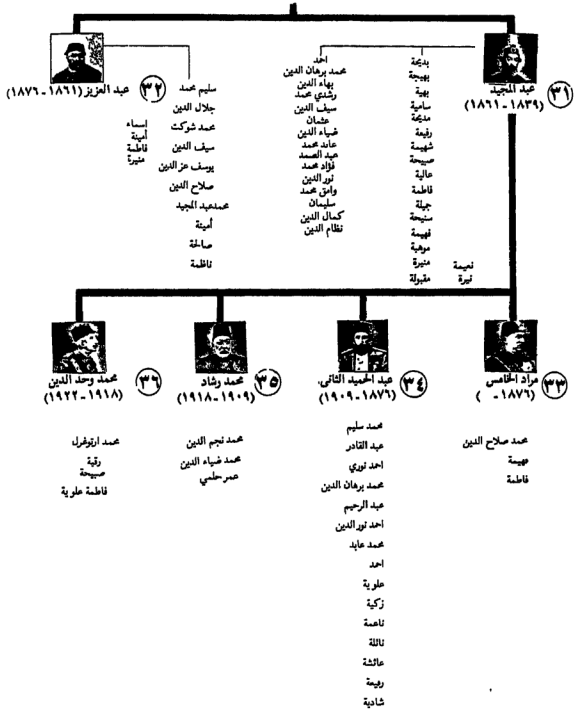 ٣١
عبد المجيد
(١٨٣٩-١٨٦١)
بديحة
بهيجة
بهية
سامية
مديحة
رفيعة
شهيمة
صبيحة
عالية
فاطمة
جميلة
سنيحة
فهيمة
موهبة
منيرة
مقبولة
نعيمة
نيرة
احمد
محمد برهان الدين
بهاء الدين
رشدي محمد
سيف الدين
عثمان
ضياء الدين
عابد محمد
عبد الصمد
فؤاد محمد
نور الدين
وامق محمد
سليمان
كمال الدين
نظام الدين
٣٢
عبد العزيز (١٨٦١-١٨٧٦)
سليم محمد
جلال الدين
محمد شوكت
سيف الدين
يوسف عز الدين
صلاح الدين
محمد عبد المجيد
أمينة
صالحة
ناظمة
اسماء
أمينة
فاطمة
منيرة
٣٣
مراد الخامس
(١٨٧٦- )
محمد صلاح الدين
فهيمة
فاطمة
٣٤
عبد الحميد الثاني.
(١٨٧٦-١٩٠٩)
محمد سليم
عبد القادر
احمد نوري
محمد برهان الدين
عبد الرحيم
احمد نور الدين
محمد عابد
احمد
علوية
زكية
ناعمة
نائلة
عائشة
رفيعة
شادية
٣٥
محمد رشاد
(١٩٠٩-١٩١٨)
محمد نجم الدين
محمد ضياء الدين
عمر حلمي
٣٦
محمد وحد الدين
(١٩١٨-١٩٢٢)
محمد ارتوغرل
رقية
صبيحة
فاطمة علوية